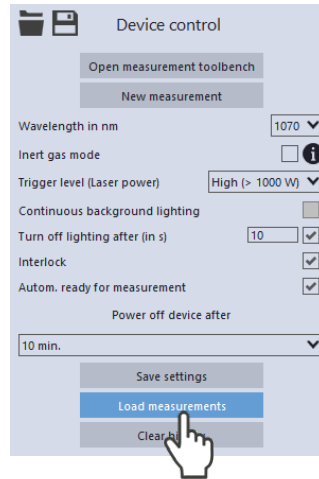 Device control
Open measurement toolbench
New measurement
Wavelength in nm 1070
Inert gas mode
Trigger level (Laser power) High (> 1000 W)
Continuous background lighting
Turn off lighting after (in s) 10
Interlock
Autom. ready for measurement
Power off device after
10 min.
Save settings
Load measurements
Clear